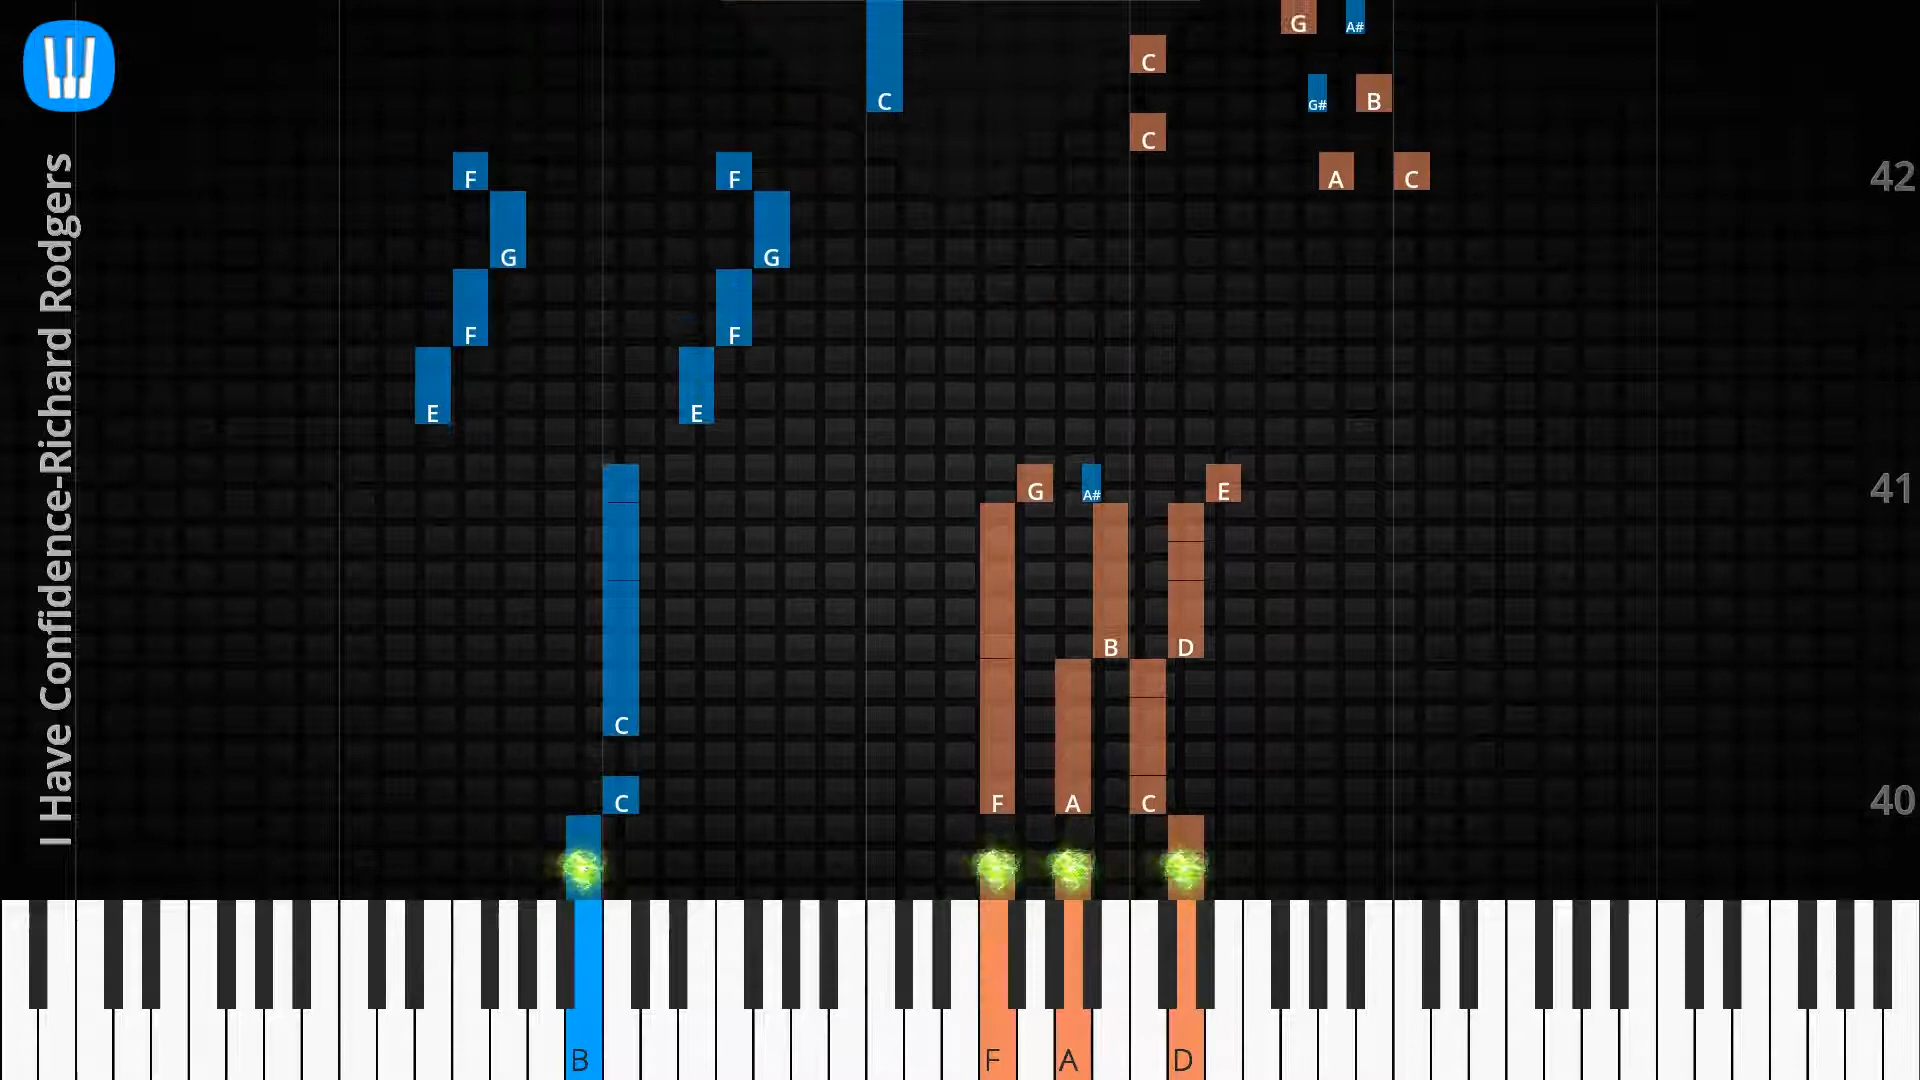 I Have Confidence-Richard Rodgers
G A#
C
C G# B
C
F F A C 42
G G
F F
E E
G A# E 41
B D
C
C F A C 40
B F A D